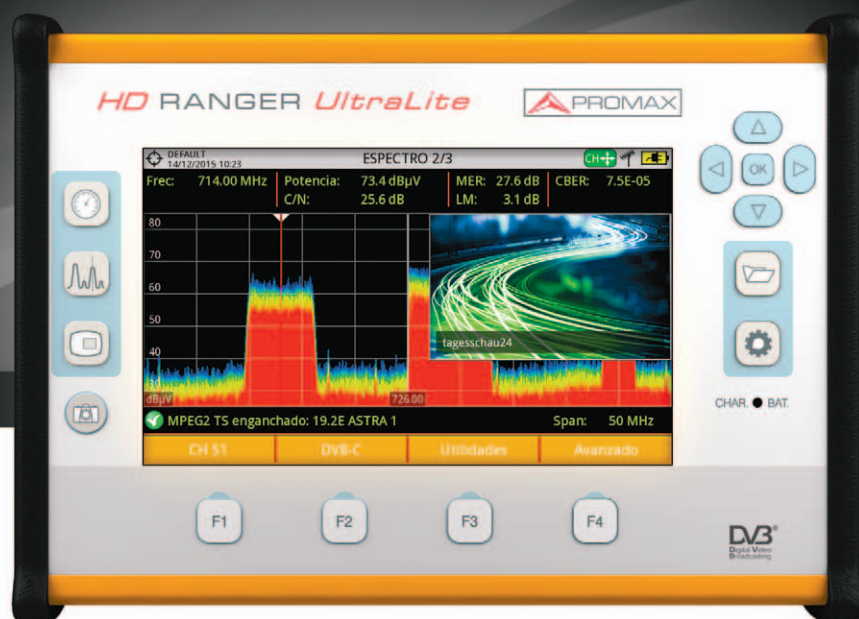 HD RANGER UltraLite
PROMAX
DEFAULT
14/12/2015 10:23
ESPECTRO 2/3
CH
Frec: 714.00 MHz
Potencia: 73.4 dBµV
MER: 27.6 dB
CBER: 7.5E-05
C/N: 25.6 dB
LM: 3.1 dB
80
70
60
50
40
30
dBµV
726.00
tagesschau24
MPEG2 TS enganchado: 19.2E ASTRA 1
Span: 50 MHz
CH 51
DVB-C
Utilidades
Avanzado
OK
CHAR. BAT.
F1
F2
F3
F4
DVB®
Digital Video
Broadcasting